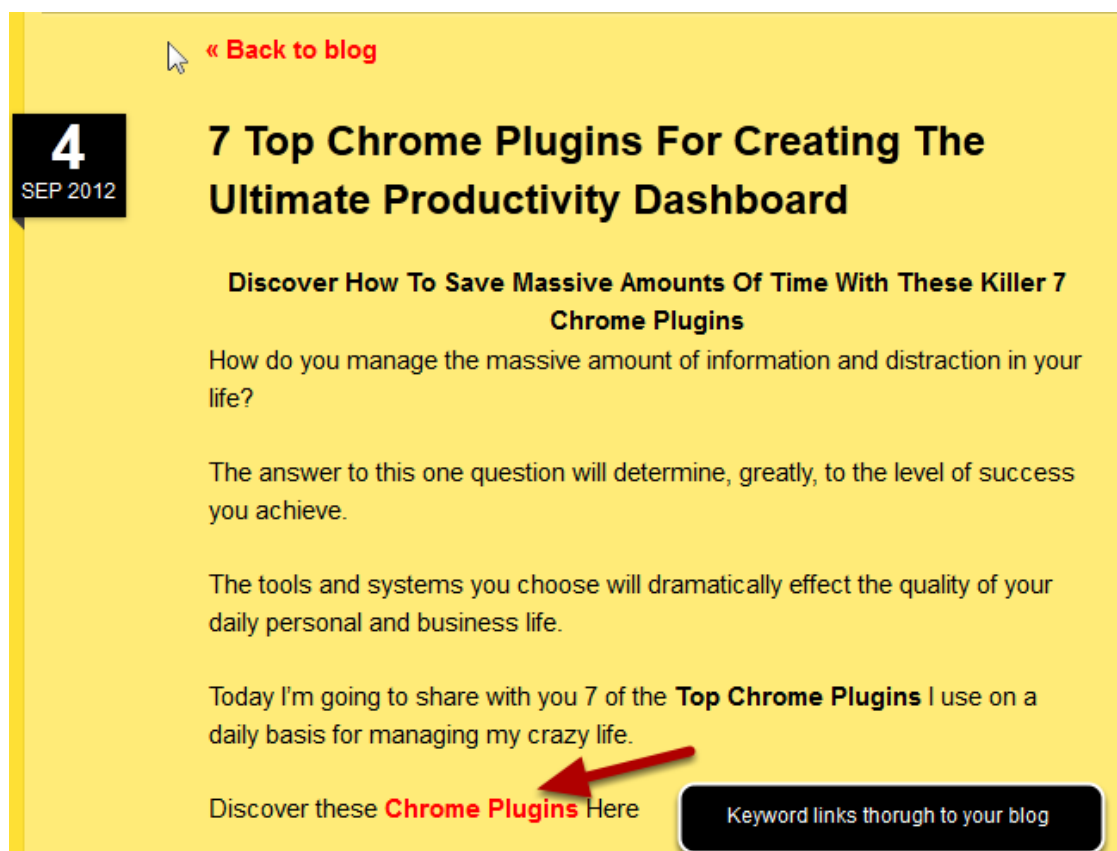 « Back to blog
4
SEP 2012
7 Top Chrome Plugins For Creating The
Ultimate Productivity Dashboard
Discover How To Save Massive Amounts Of Time With These Killer 7
Chrome Plugins
How do you manage the massive amount of information and distraction in your
life?
The answer to this one question will determine, greatly, to the level of success
you achieve.
The tools and systems you choose will dramatically effect the quality of your
daily personal and business life.
Today I'm going to share with you 7 of the Top Chrome Plugins I use on a
daily basis for managing my crazy life.
Discover these Chrome Plugins Here
Keyword links thorugh to your blog